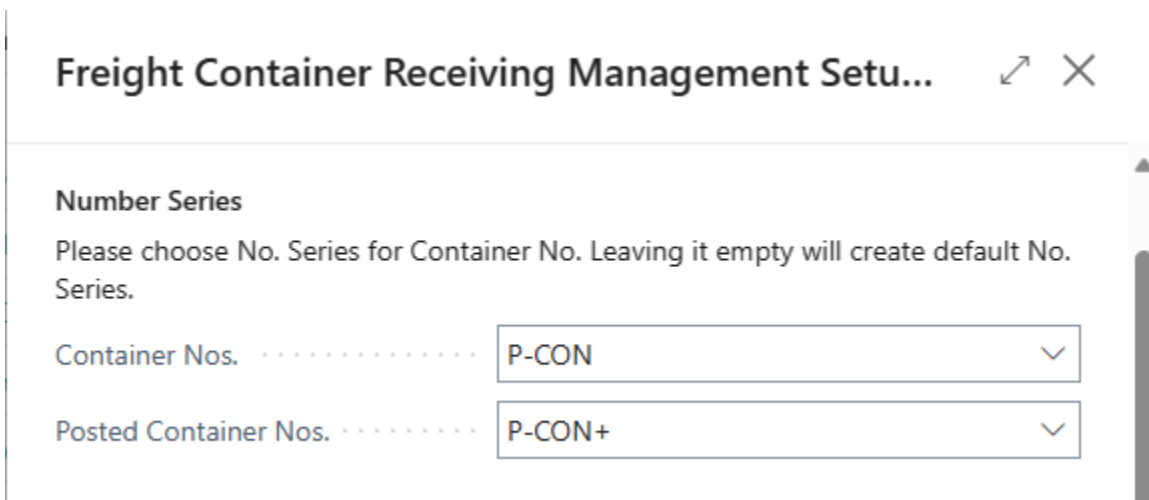 Freight Container Receiving Management Setu...
Number Series
Please choose No. Series for Container No. Leaving it empty will create default No.
Series.
Container Nos. P-CON
Posted Container Nos. P-CON+